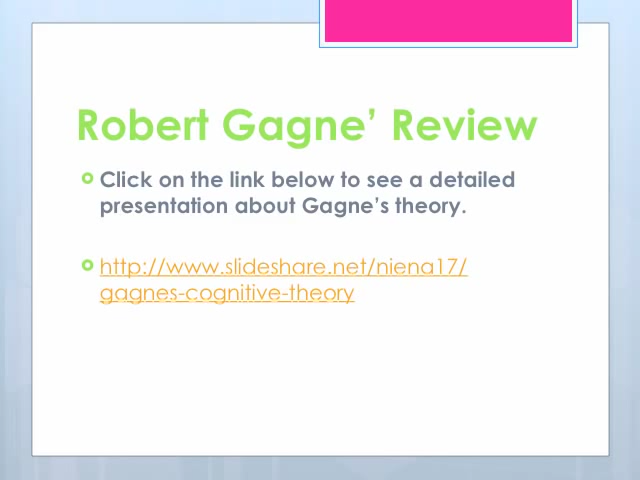 Robert Gagne’ Review
Click on the link below to see a detailed
presentation about Gagne’s theory.
http://www.slideshare.net/niena17/
gagnes-cognitive-theory